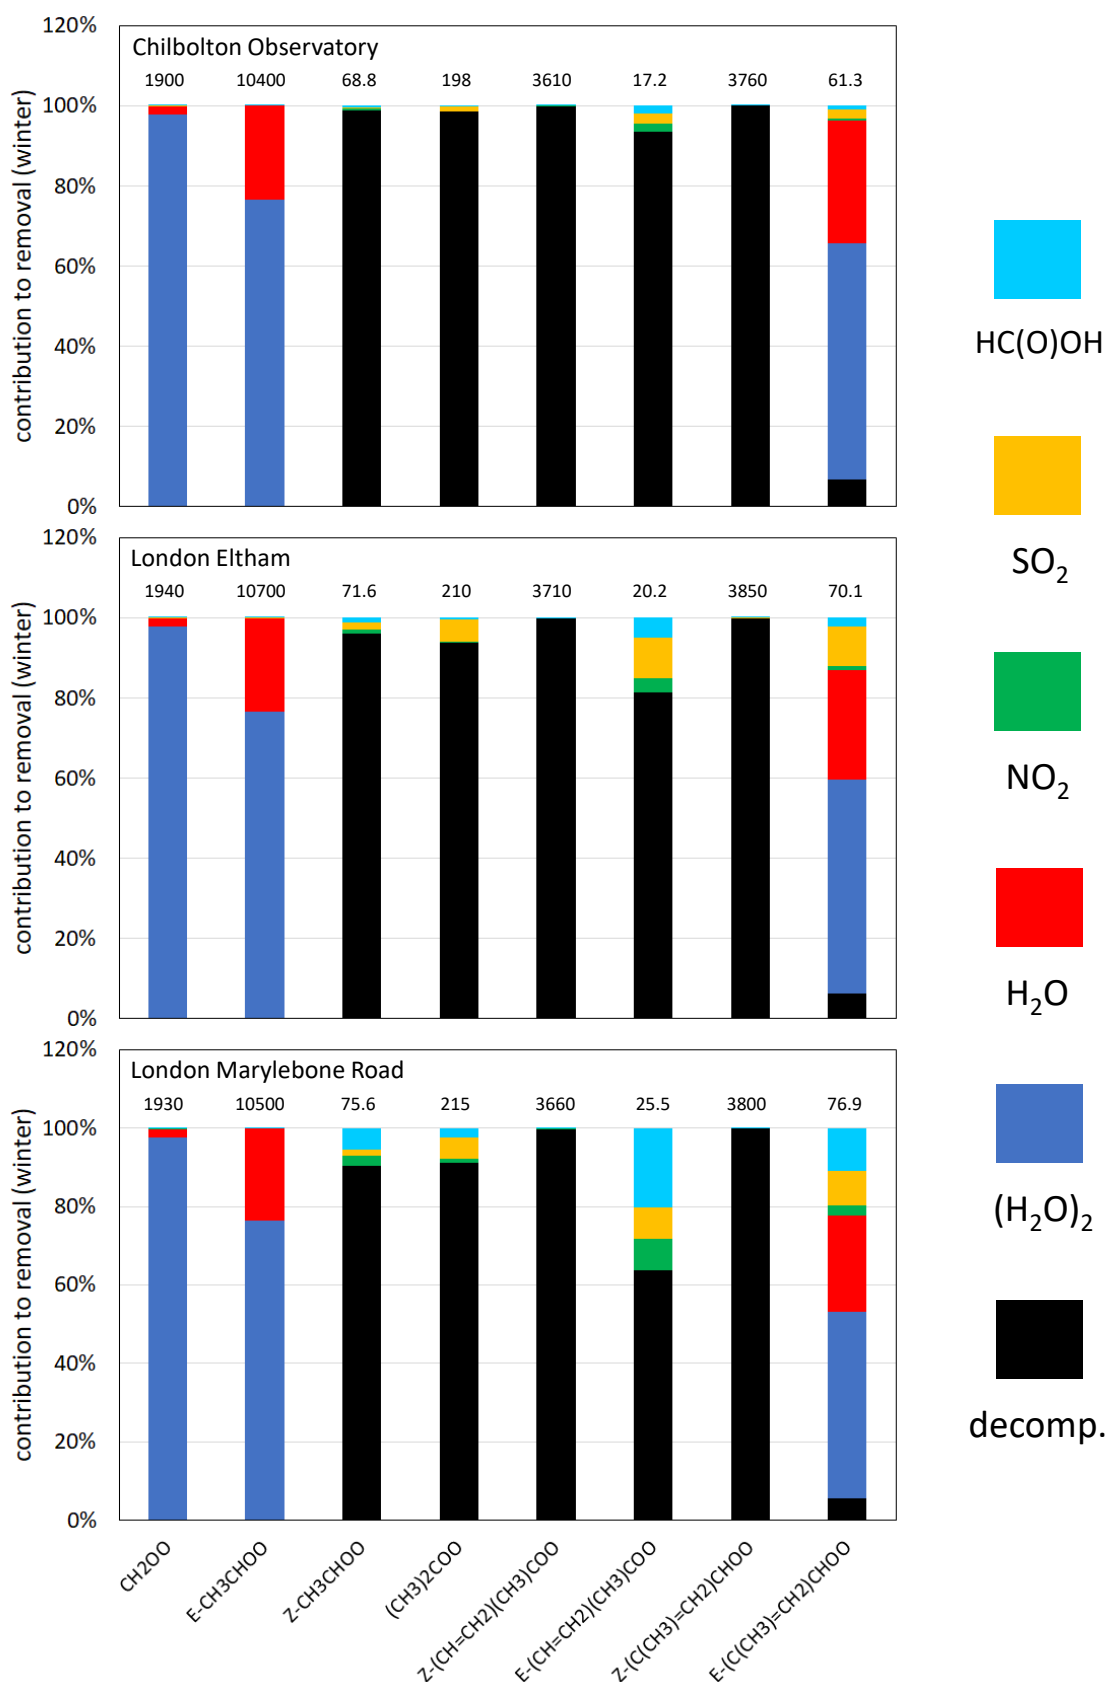 120%
Chilbolton Observatory
1900 10400 68.8 198 3610 17.2 3760 61.3
100%
80%
60%
40%
20%
0%
contribution to removal (winter)
120%
London Eltham
1940 10700 71.6 210 3710 20.2 3850 70.1
100%
80%
60%
40%
20%
0%
contribution to removal (winter)
120%
London Marylebone Road
1930 10500 75.6 215 3660 25.5 3800 76.9
100%
80%
60%
40%
20%
0%
contribution to removal (winter)
CH2OO
E-CH3CHOO
Z-CH3CHOO
(CH3)2COO
Z-(CH=CH2)(CH3)COO
E-(CH=CH2)(CH3)COO
Z-(C(CH3)=CH2)CHOO
E-(C(CH3)=CH2)CHOO
HC(O)OH
SO₂
NO₂
H₂O
(H₂O)₂
decomp.